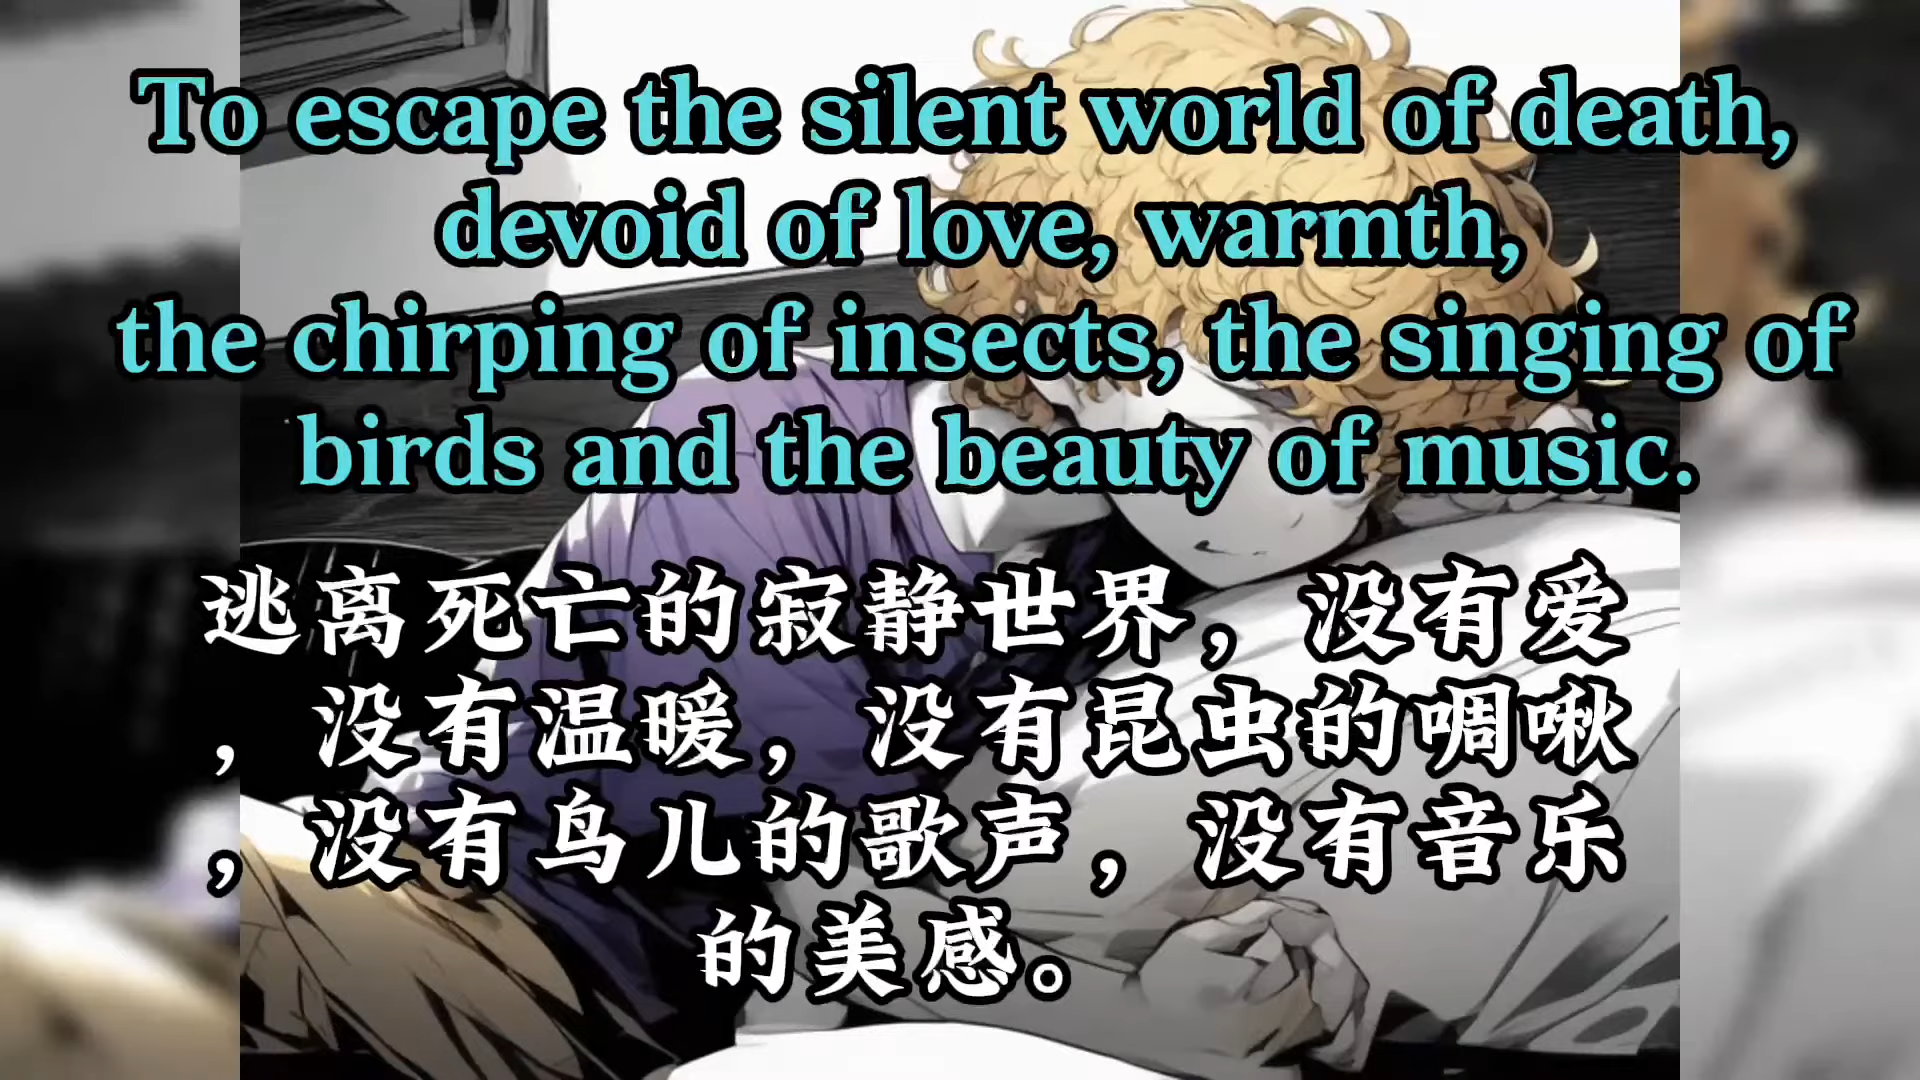 To escape the silent world of death,
devoid of love, warmth,
the chirping of insects, the singing of
birds and the beauty of music.
逃离死亡的寂静世界，没有爱
，没有温暖，没有昆虫的啁啾
，没有鸟儿的歌声，没有音乐
的美感。